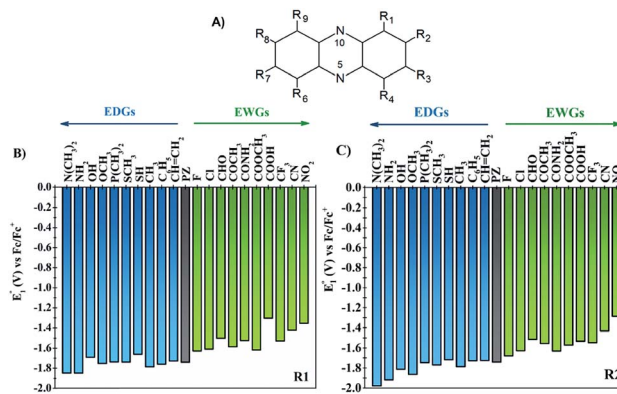 A)
R9
R1
R8
N
10
R2
R7
5
N
R3
R6
R4
EDGs
EWGs
B)
N(CH3)2
NH2
OH
OCH3
P(CH3)2
SCH3
SH
CH3
C2H5
CH=CH2
PZ
F
Cl
CHO
COCH3
CONH2
COOCH3
COOH
CF3
CN
NO2
E1° (V) vs Fc/Fc+
0.0
-0.2
-0.4
-0.6
-0.8
-1.0
-1.2
-1.4
-1.6
-1.8
-2.0
R1
EDGs
EWGs
C)
N(CH3)2
NH2
OH
OCH3
P(CH3)2
SCH3
SH
CH3
C2H5
CH=CH2
PZ
F
Cl
CHO
COCH3
CONH2
COOCH3
COOH
CF3
CN
E1° (V) vs Fc/Fc+
0.0
-0.2
-0.4
-0.6
-0.8
-1.0
-1.2
-1.4
-1.6
-1.8
-2.0
R2